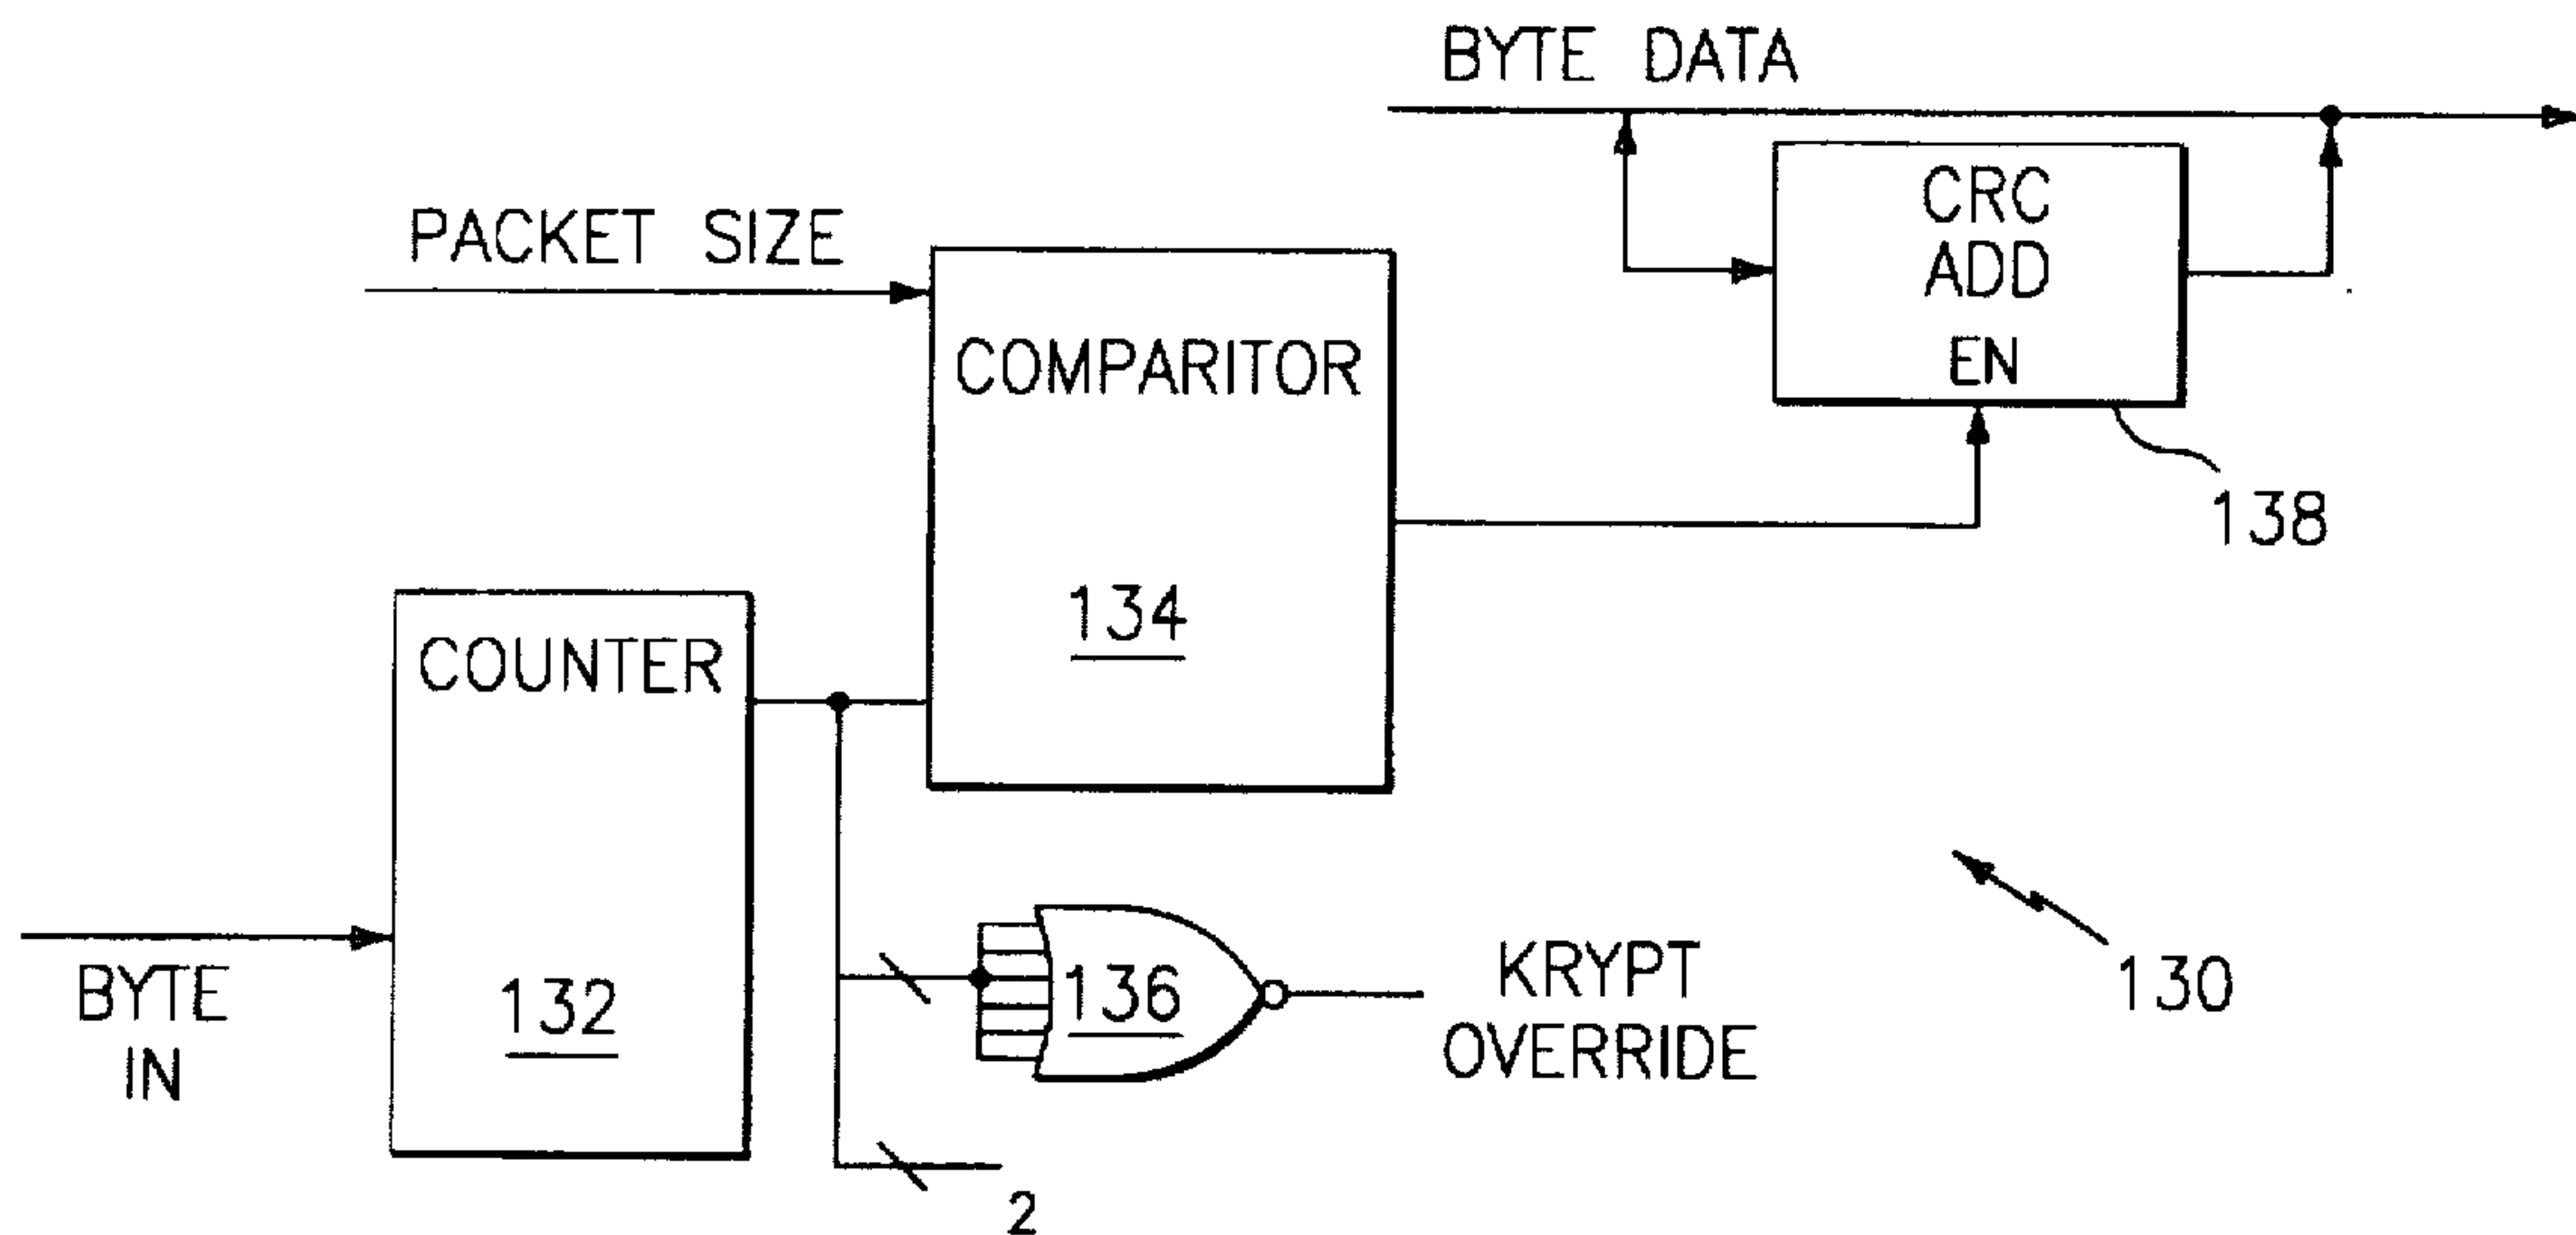 BYTE DATA
PACKET SIZE
CRC
ADD
EN
138
COMPARITOR
134
COUNTER
132
BYTE
IN
136
KRYPT
OVERRIDE
130
2